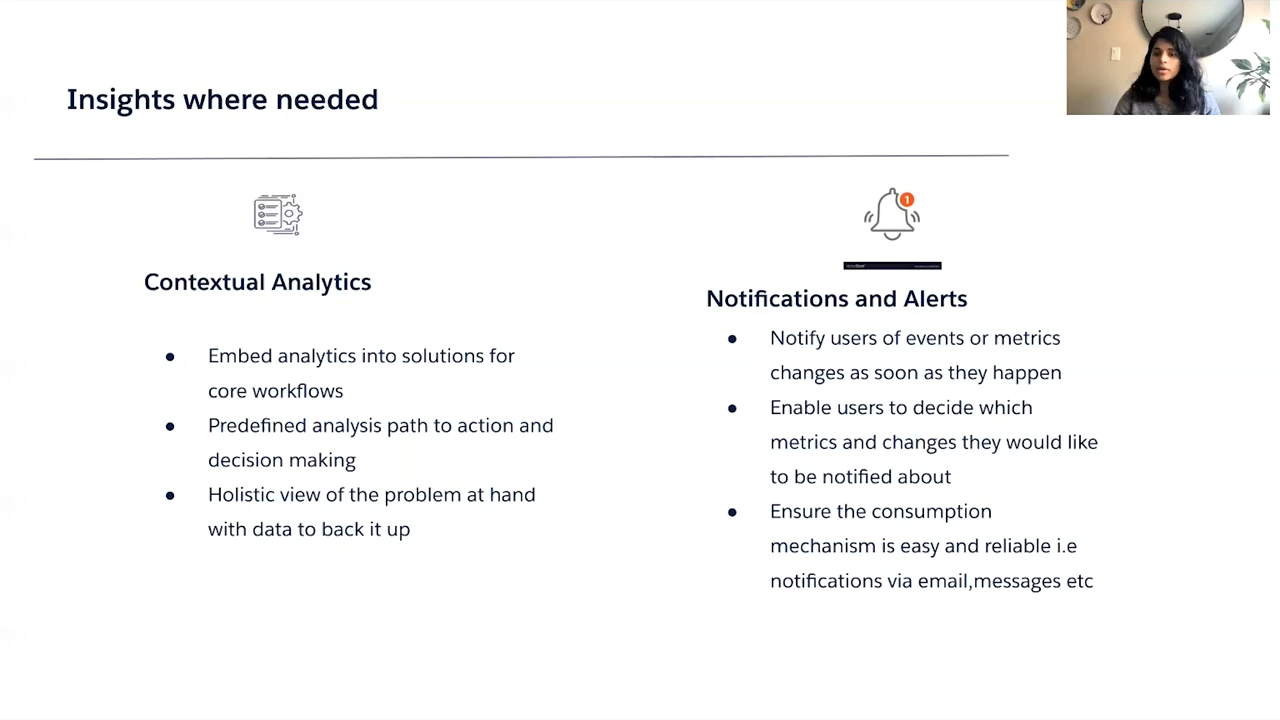 Insights where needed
Contextual Analytics
● Embed analytics into solutions for
core workflows
● Predefined analysis path to action and
decision making
● Holistic view of the problem at hand
with data to back it up
1
Notifications and Alerts
● Notify users of events or metrics
changes as soon as they happen
● Enable users to decide which
metrics and changes they would like
to be notified about
● Ensure the consumption
mechanism is easy and reliable i.e
notifications via email,messages etc